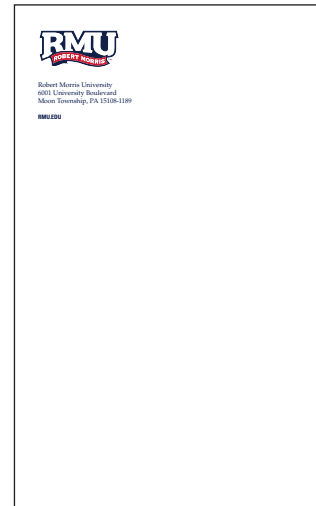 RMU
ROBERT MORRIS
Robert Morris University
6001 University Boulevard
Moon Township, PA 15108-1189
RMU.EDU